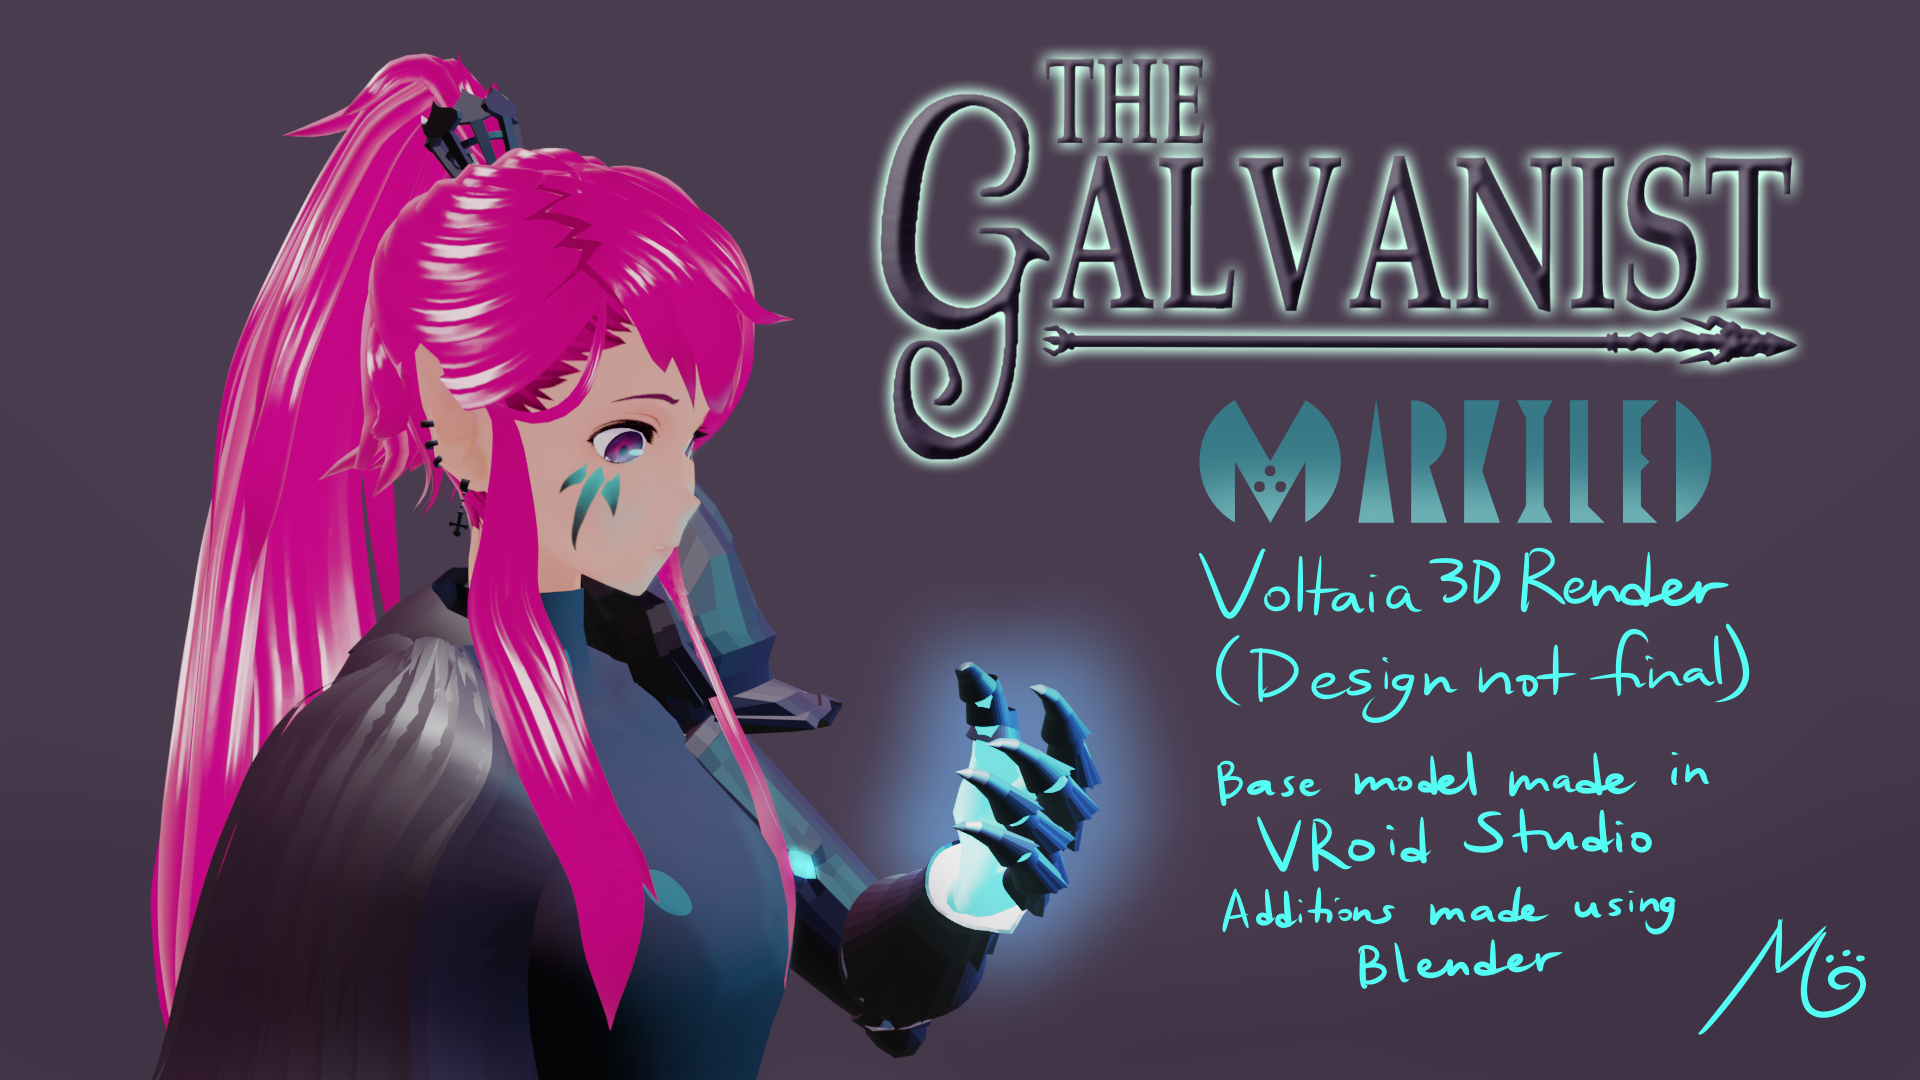 THE
GALVANIST
MARKILED
Voltaia 3D Render
(Design not final)
Base model made in
VRoid Studio
Additions made using
Blender